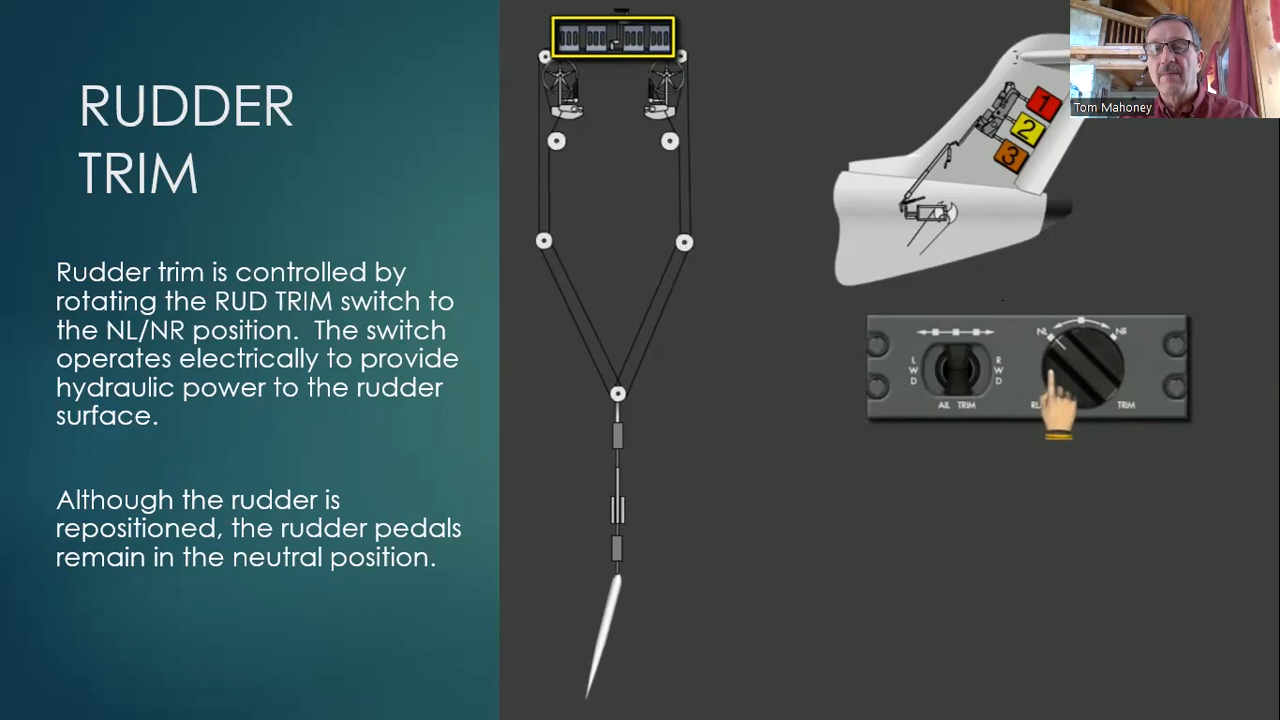 RUDDER
TRIM
Rudder trim is controlled by
rotating the RUD TRIM switch to
the NL/NR position.  The switch
operates electrically to provide
hydraulic power to the rudder
surface.
Although the rudder is
repositioned, the rudder pedals
remain in the neutral position.
1
2
3
Tom Mahoney
NL
NR
L
W
D
R
W
D
AIL TRIM
TRIM